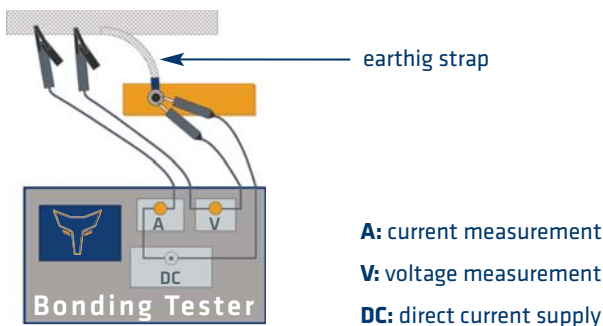 earthig strap
A V
DC
Bonding Tester
A: current measurement
V: voltage measurement
DC: direct current supply